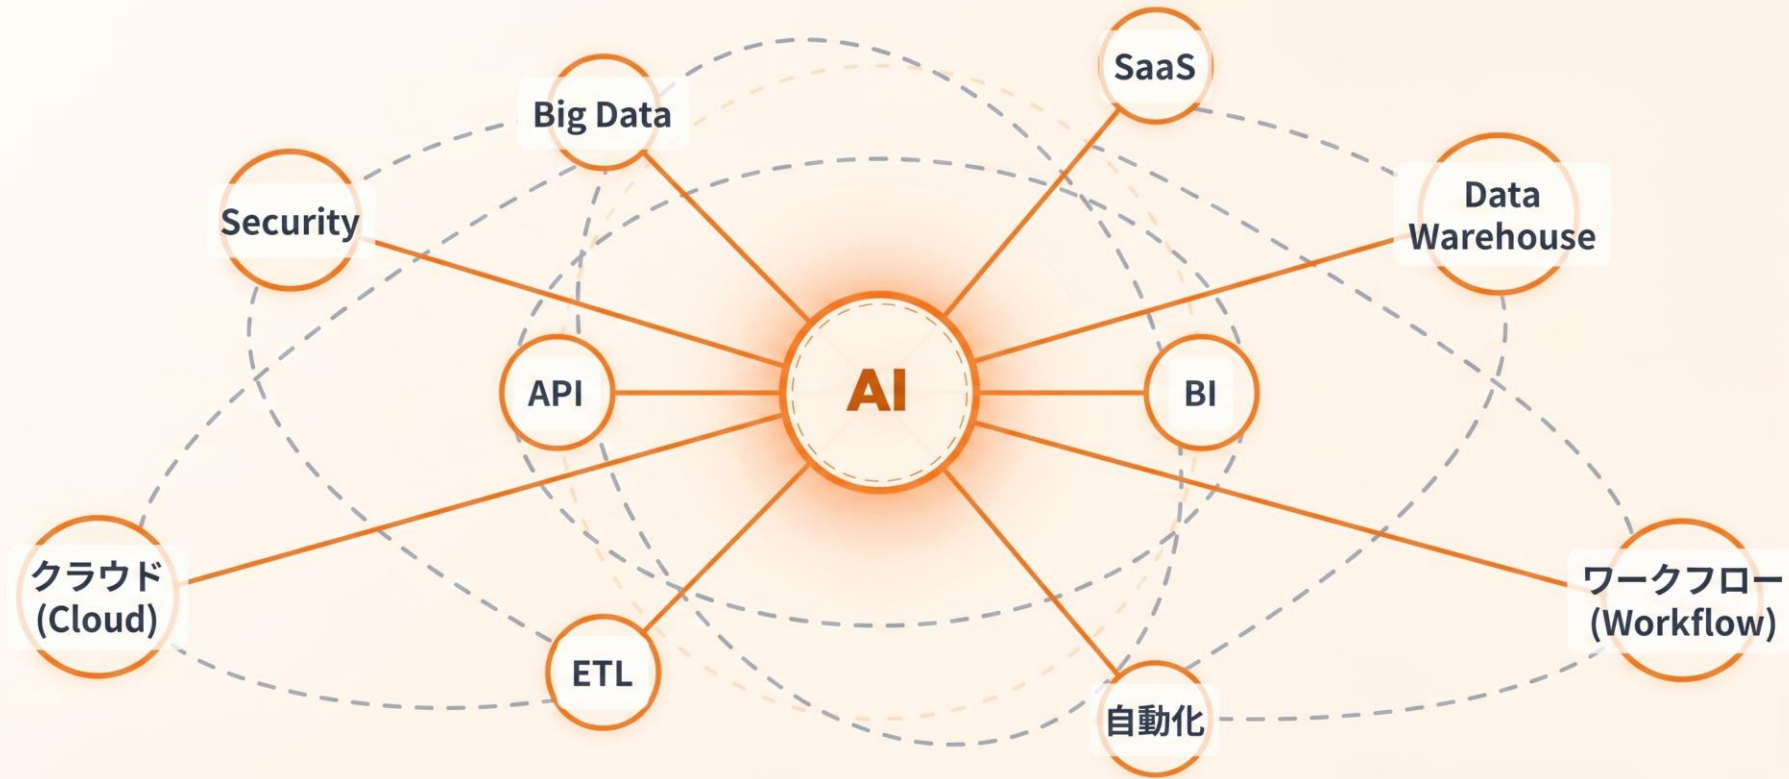 SaaS
Big Data
Data
Warehouse
Security
API
AI
BI
クラウド
(Cloud)
ワークフロー
(Workflow)
ETL
自動化